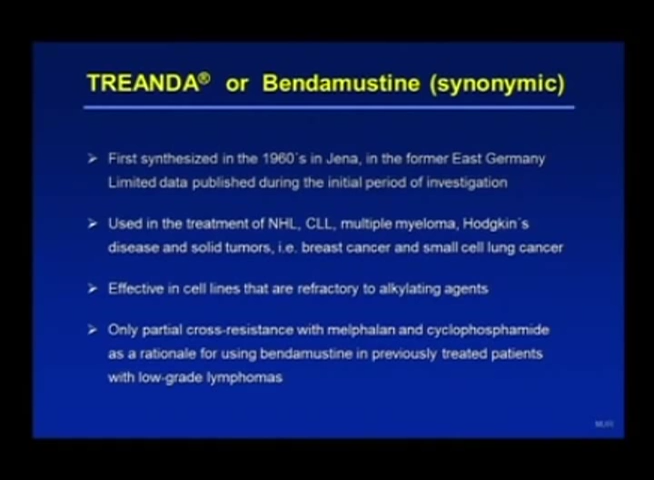 TREANDA® or Bendamustine (synonymic)
➢ First synthesized in the 1960´s in Jena, in the former East Germany
Limited data published during the initial period of investigation
➢ Used in the treatment of NHL, CLL, multiple myeloma, Hodgkin´s
disease and solid tumors, i.e. breast cancer and small cell lung cancer
➢ Effective in cell lines that are refractory to alkylating agents
➢ Only partial cross-resistance with melphalan and cyclophosphamide
as a rationale for using bendamustine in previously treated patients
with low-grade lymphomas